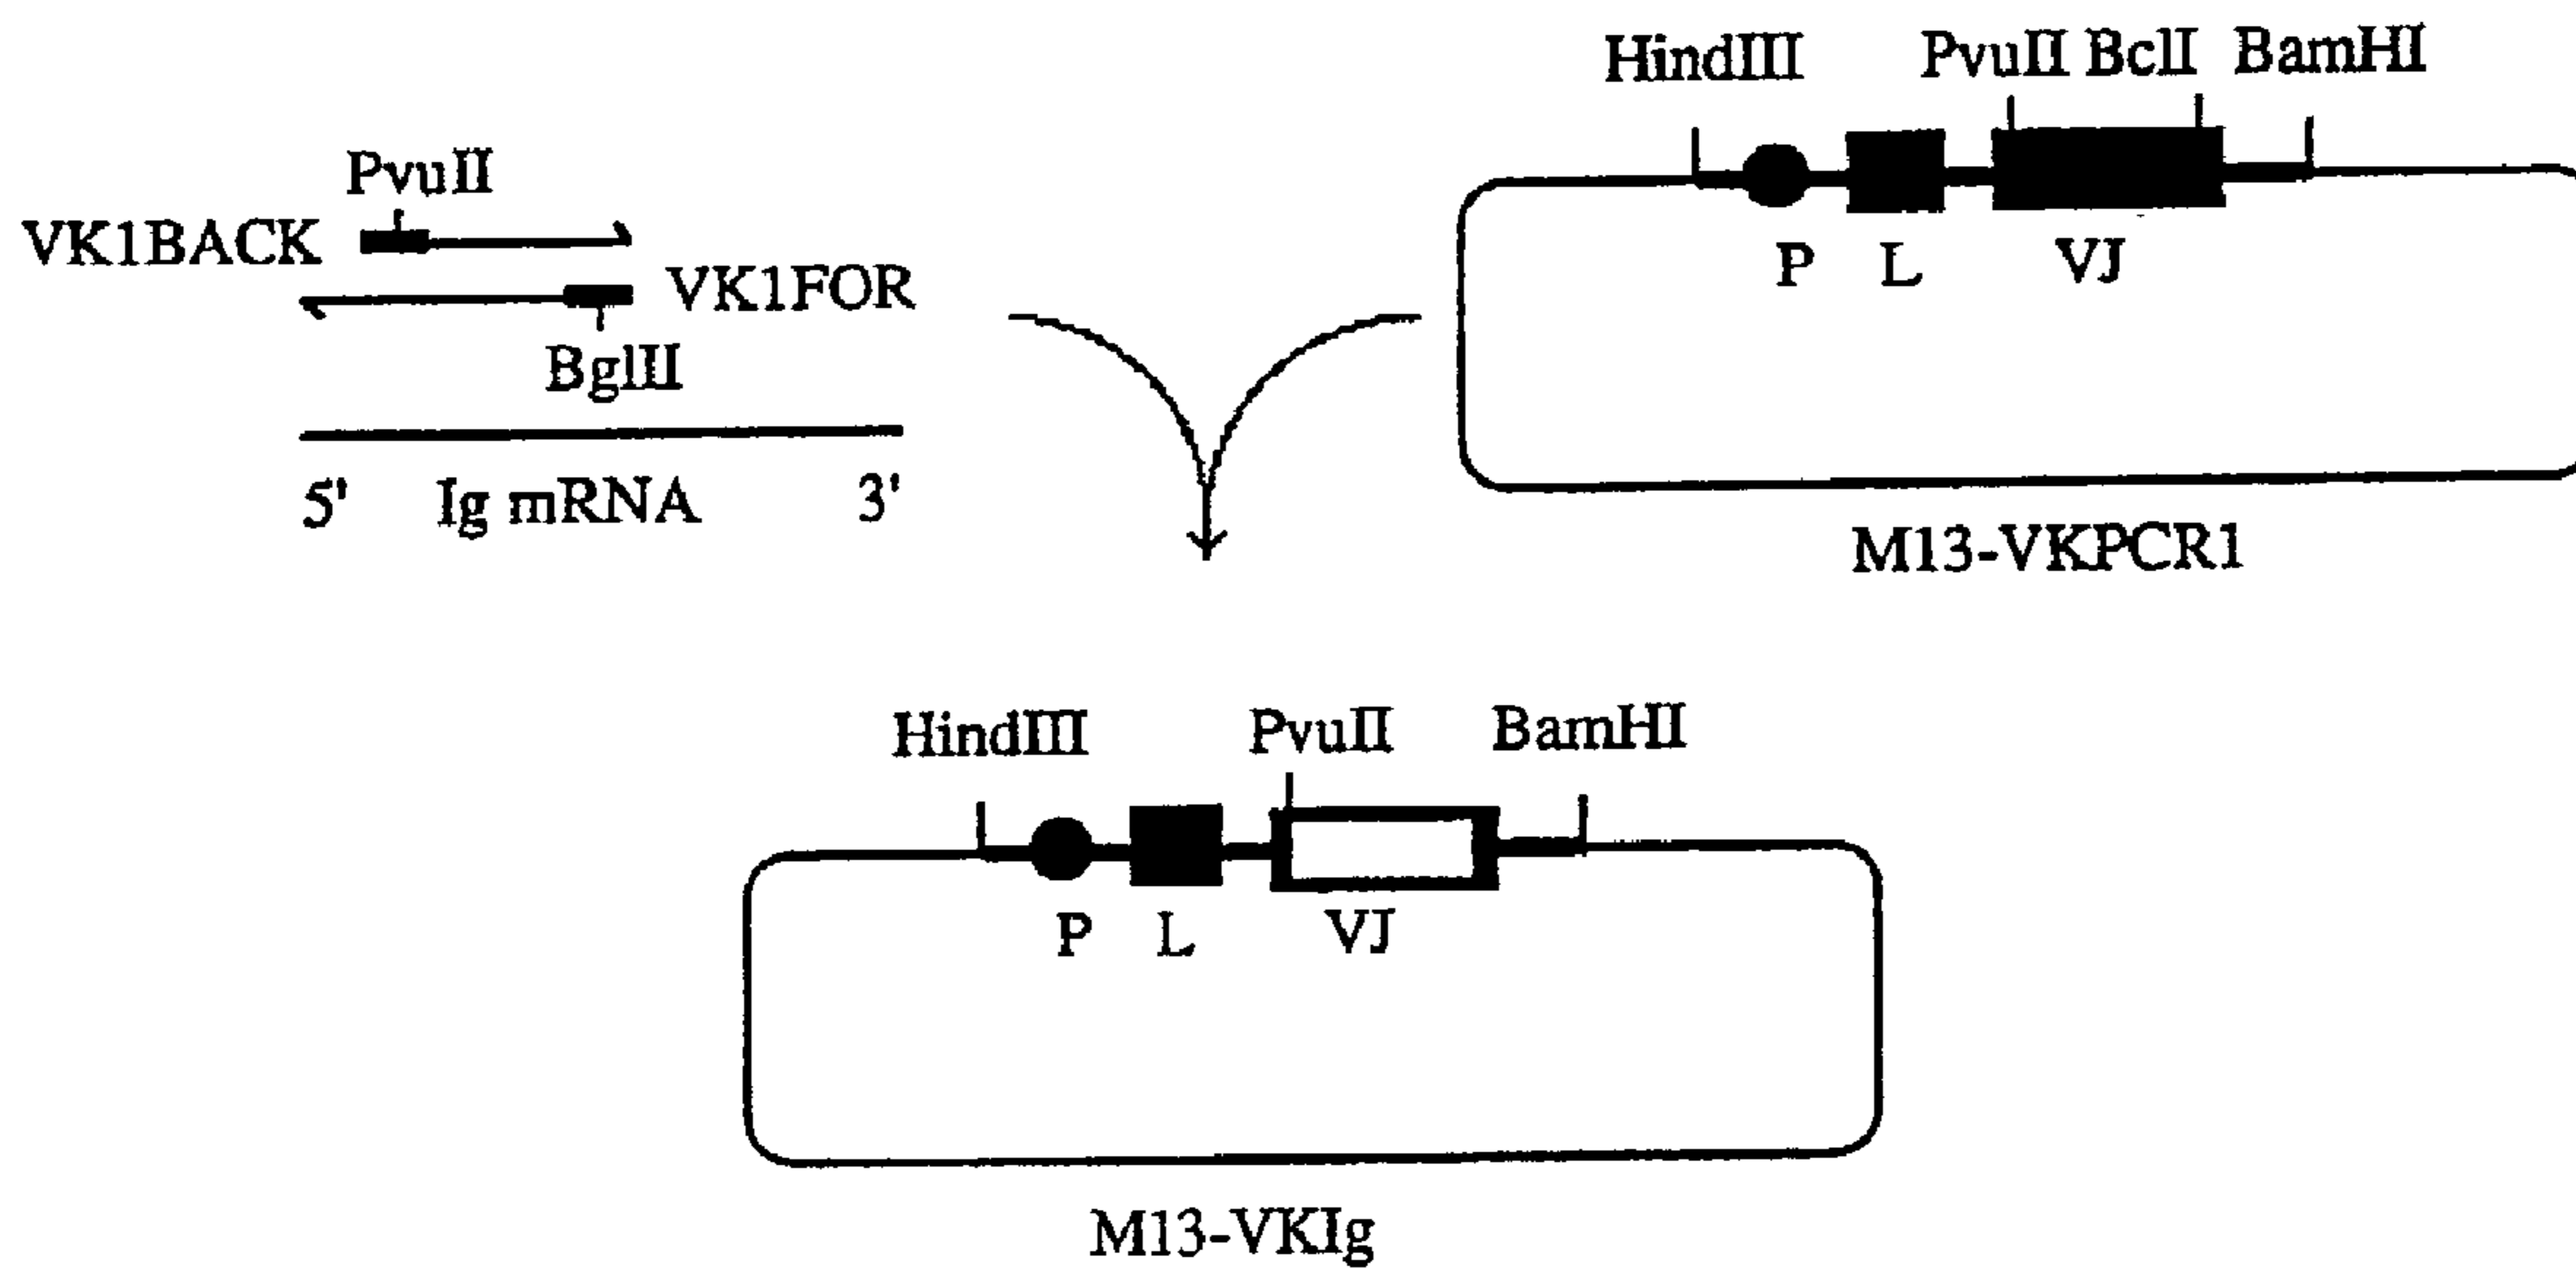 HindIII PvuII BclI BamHI
PvuII
VK1BACK
VK1FOR
BglII
P L VJ
5' Ig mRNA 3'
M13-VKPCR1
HindIII PvuII BamHI
P L VJ
M13-VKIg